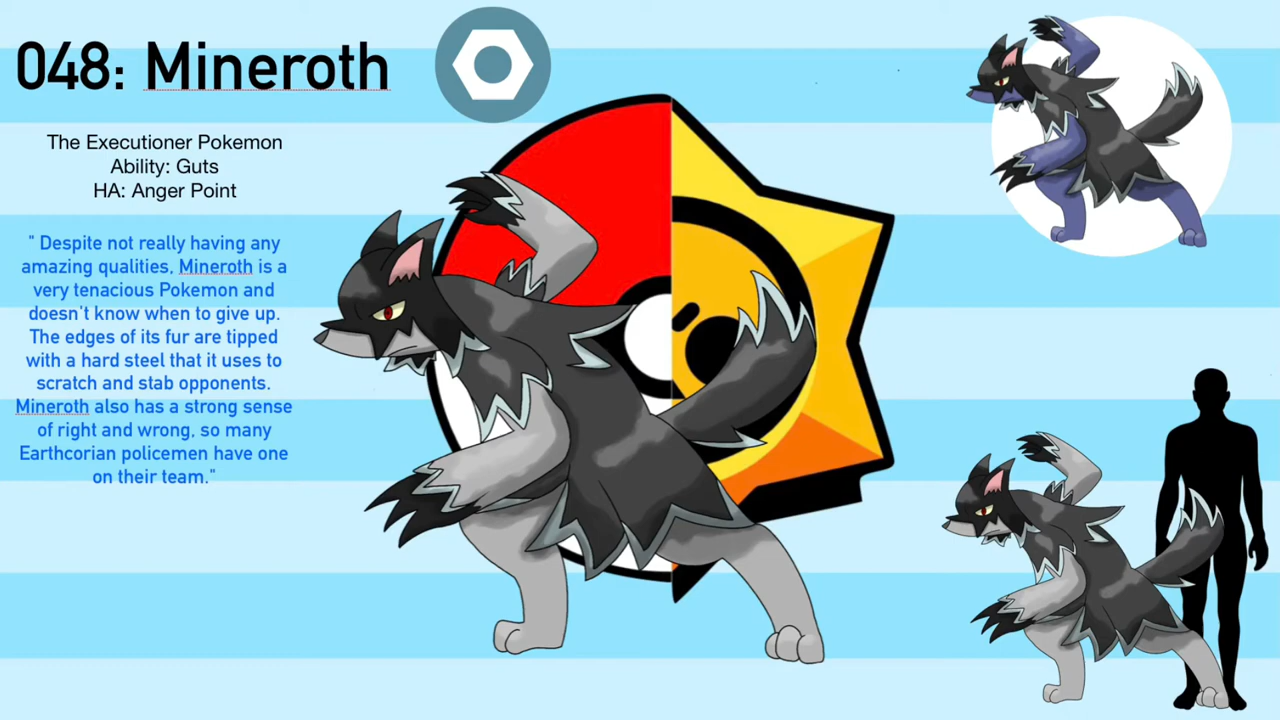 048: Mineroth
The Executioner Pokemon
Ability: Guts
HA: Anger Point
" Despite not really having any
amazing qualities, Mineroth is a
very tenacious Pokemon and
doesn't know when to give up.
The edges of its fur are tipped
with a hard steel that it uses to
scratch and stab opponents.
Mineroth also has a strong sense
of right and wrong, so many
Earthcorian policemen have one
on their team."